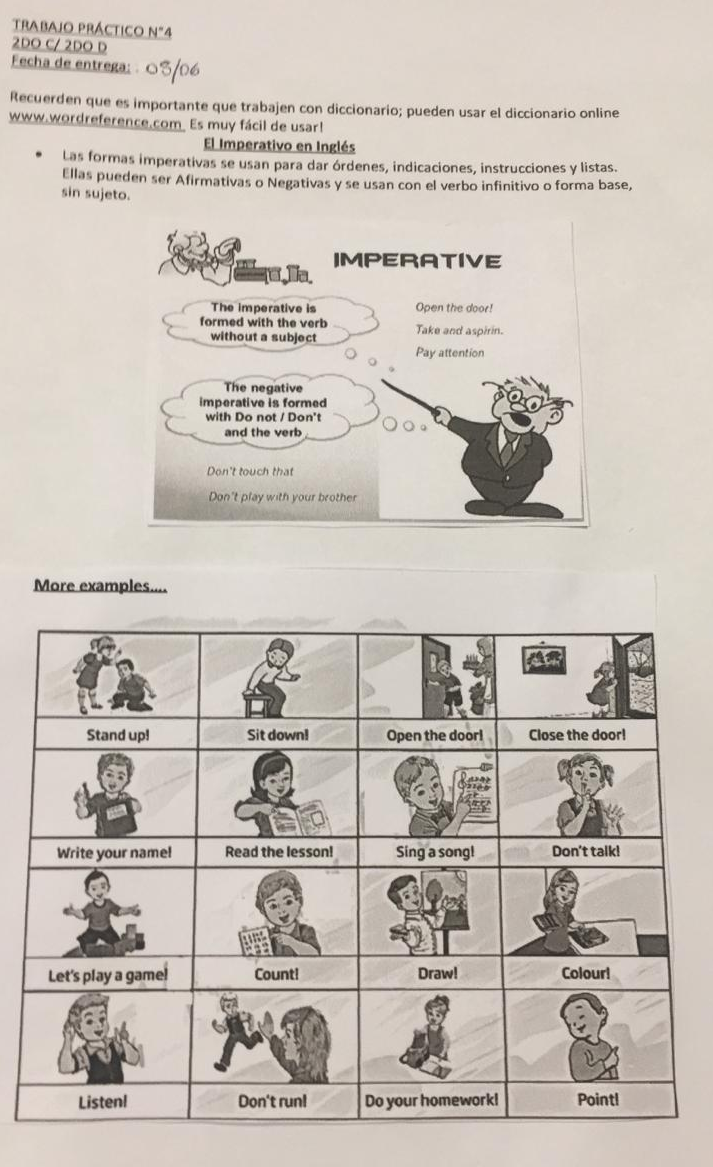 TRABAJO PRÁCTICO N°4
2DO C/ 2DO D
Fecha de entrega: 03/06
Recuerden que es importante que trabajen con diccionario; pueden usar el diccionario online
www.wordreference.com Es muy fácil de usar!
El Imperativo en Inglés
• Las formas imperativas se usan para dar órdenes, indicaciones, instrucciones y listas.
Ellas pueden ser Afirmativas o Negativas y se usan con el verbo infinitivo o forma base,
sin sujeto.
IMPERATIVE
The imperative is
formed with the verb
without a subject
Open the door!
Take and aspirin.
Pay attention
The negative
imperative is formed
with Do not / Don't
and the verb
Don't touch that
Don't play with your brother
More examples....
Stand up! Sit down! Open the door! Close the door!
Write your name! Read the lesson! Sing a song! Don't talk!
Let's play a game! Count! Draw! Colour!
Listen! Don't run! Do your homework! Point!